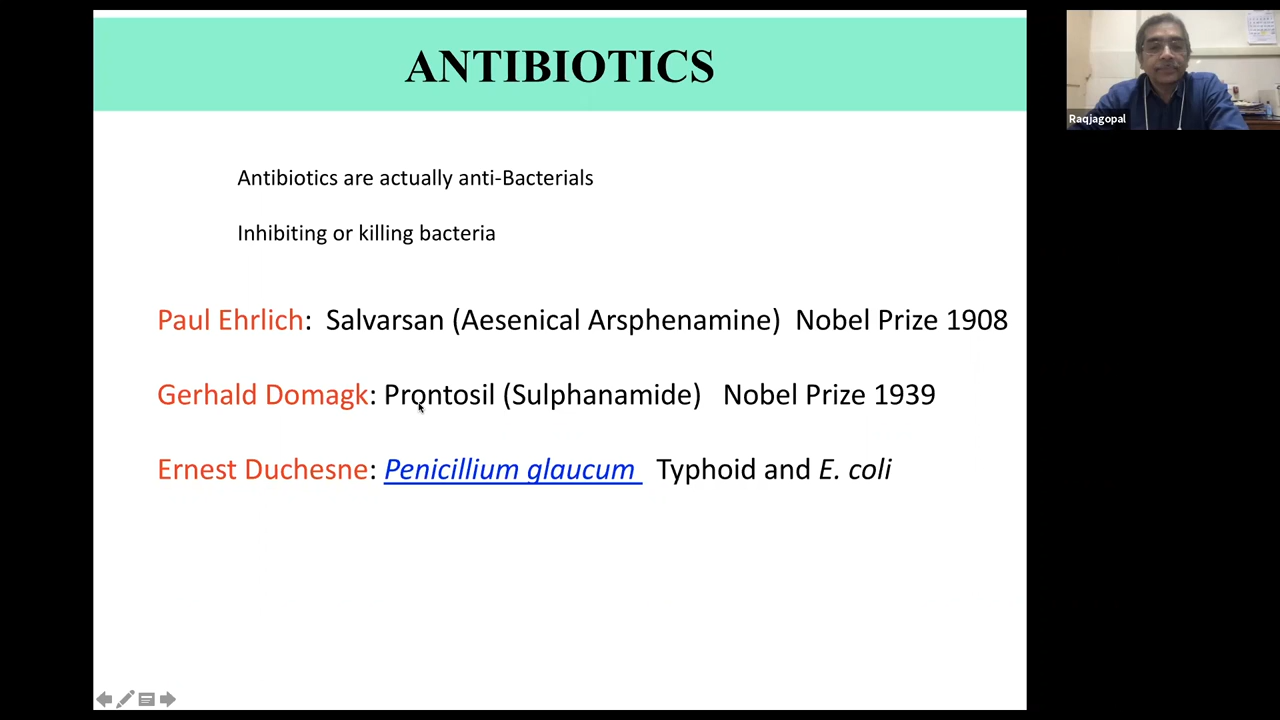 ANTIBIOTICS
Raqjagopal
Antibiotics are actually anti-Bacterials
Inhibiting or killing bacteria
Paul Ehrlich: Salvarsan (Aesenical Arsphenamine) Nobel Prize 1908
Gerhald Domagk: Prontosil (Sulphanamide) Nobel Prize 1939
Ernest Duchesne: Penicillium glaucum Typhoid and E. coli